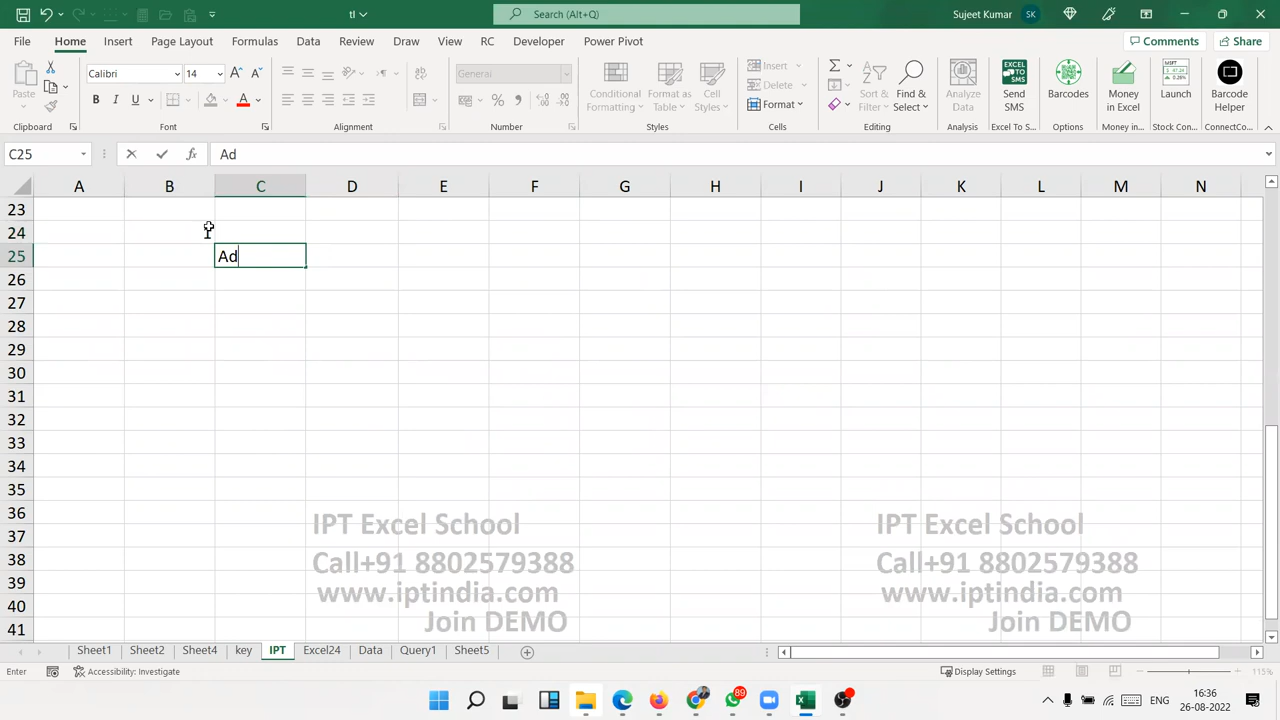 tl
Search (Alt+Q)
Sujeet Kumar
SK
File
Home
Insert
Page Layout
Formulas
Data
Review
Draw
View
RC
Developer
Help
Power Pivot
Comments
Share
Paste
Calibri
14
General
Conditional Formatting
Format as Table
Cell Styles
Insert
Delete
Format
Sort & Filter
Find & Select
Analyze Data
Send SMS
Barcodes
Money in Excel
Launch
Barcode Helper
Clipboard
Font
Alignment
Number
Styles
Cells
Editing
Analysis
Excel To S...
Options
Money in...
Stock Con...
ConnectCo...
C25
fx
Ad
A B C D E F G H I J K L M N
23
24
25 Ad
26
27
28
29
30
31
32
33
34
35
36
37
38
39
40
41
IPT Excel School
Call+91 8802579388
www.iptindia.com
Join DEMO
IPT Excel School
Call+91 8802579388
www.iptindia.com
Join DEMO
Sheet1 Sheet2 Sheet4 key IPT Excel24 Data Query1 Sheet5
Enter
Accessibility: Investigate
Display Settings
115%
89
ENG
16:36
26-08-2022